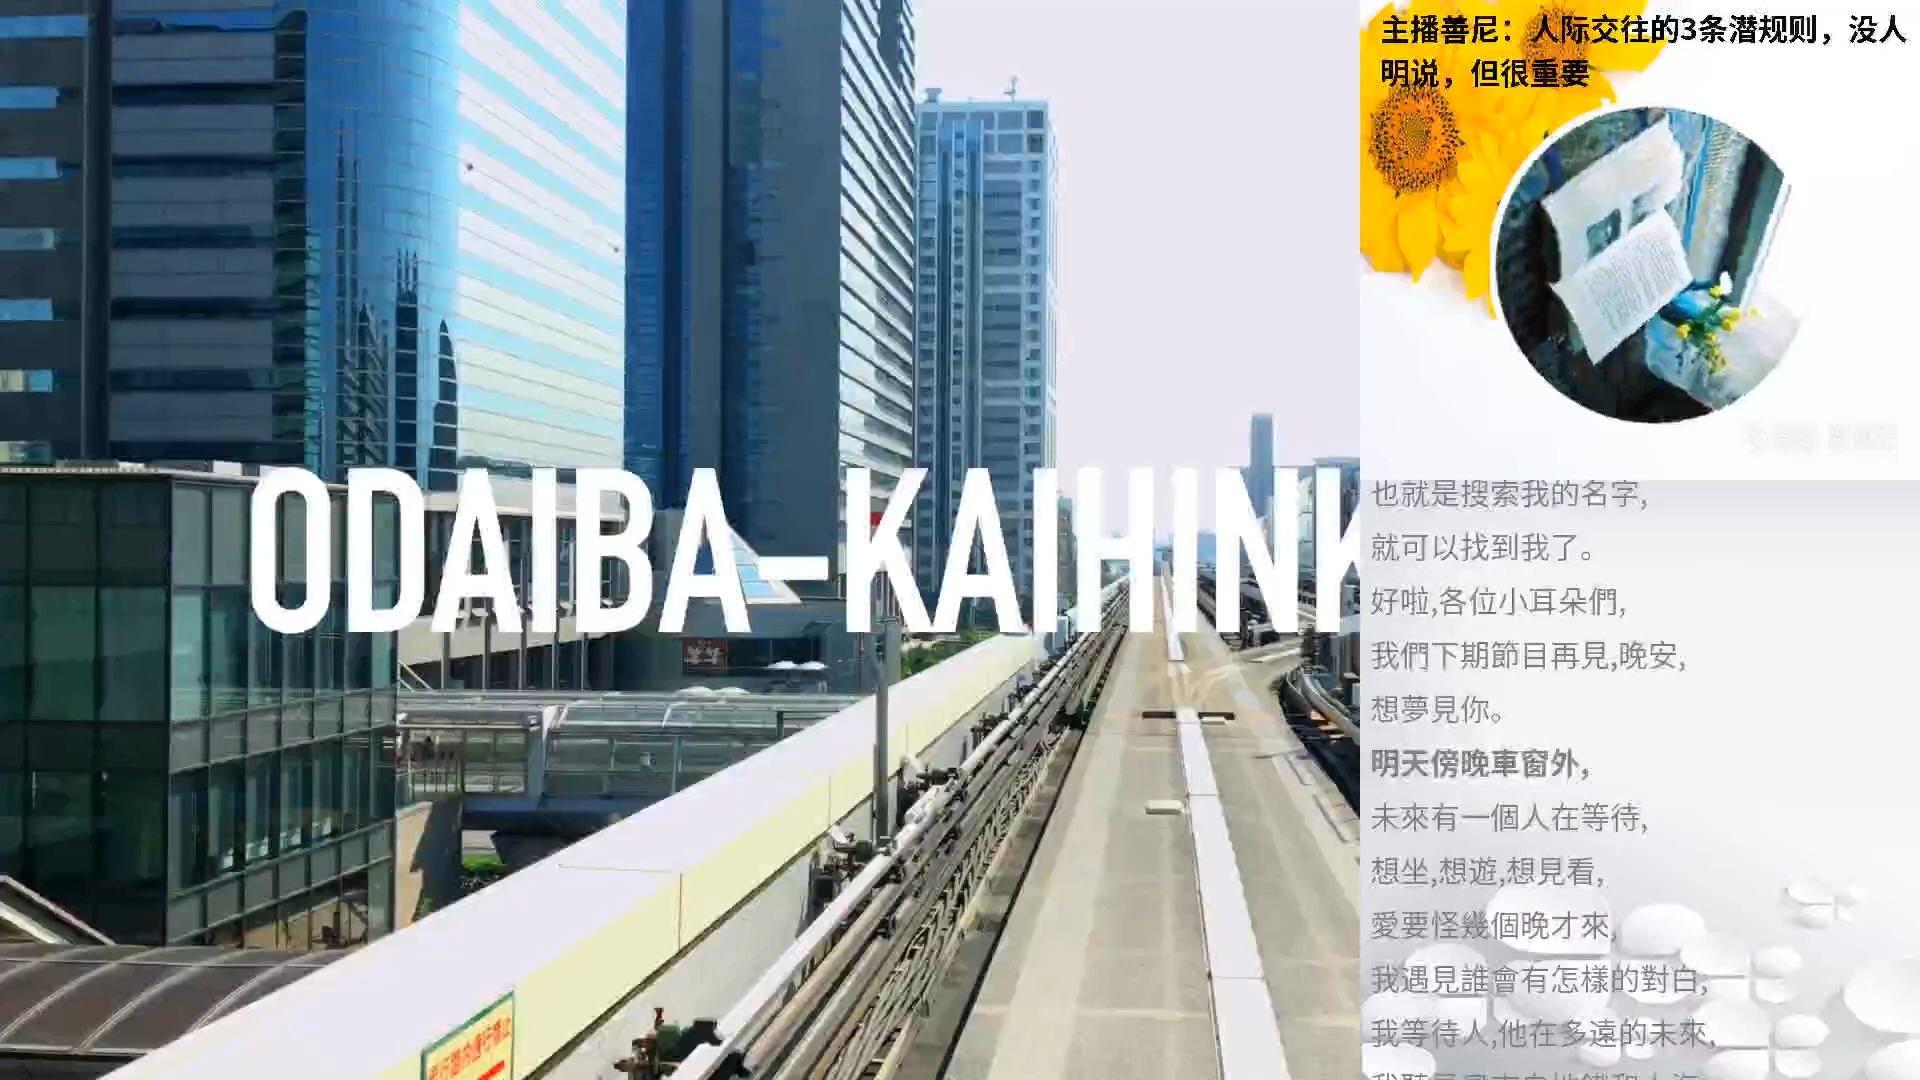 主播善尼：人际交往的3条潜规则，没人
明说，但很重要
ODAIBA-KAIHINK
也就是搜索我的名字,
就可以找到我了。
好啦,各位小耳朵們,
我們下期節目再見,晚安,
想夢見你。
明天傍晚車窗外,
未來有一個人在等待,
想坐,想遊,想見看,
愛要怪幾個晚才來,
我遇見誰會有怎樣的對白,
我等待人,他在多遠的未來,